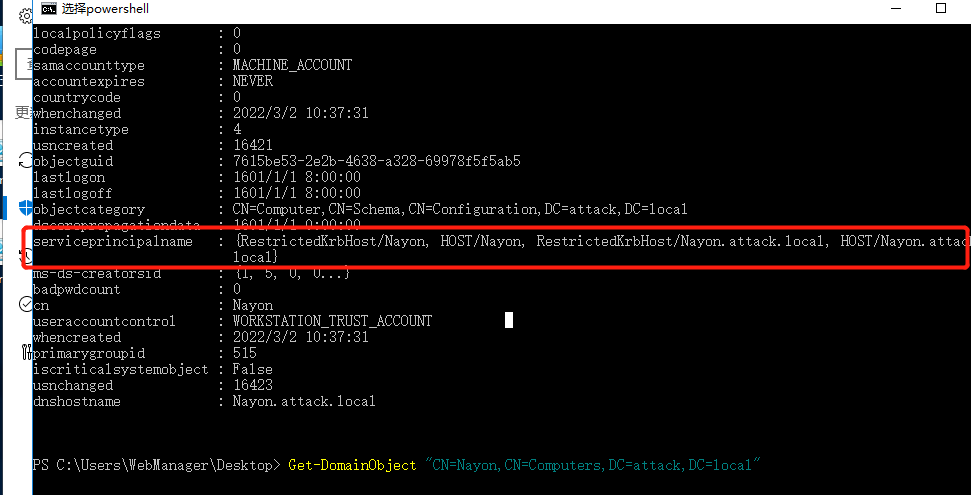 选择powershell
localpolicyflags : 0
codepage : 0
samaccounttype : MACHINE_ACCOUNT
accountexpires : NEVER
countrycode : 0
whenchanged : 2022/3/2 10:37:31
instancetype : 4
usncreated : 16421
objectguid : 7615be53-2e2b-4638-a328-69978f5f5ab5
lastlogon : 1601/1/1 8:00:00
lastlogoff : 1601/1/1 8:00:00
objectcategory : CN=Computer,CN=Schema,CN=Configuration,DC=attack,DC=local
dscorepropagationdata : 1601/1/1 0:00:00
serviceprincipalname : {RestrictedKrbHost/Nayon, HOST/Nayon, RestrictedKrbHost/Nayon.attack.local, HOST/Nayon.attac
local}
ms-ds-creatorsid : {1, 5, 0, 0...}
badpwdcount : 0
cn : Nayon
useraccountcontrol : WORKSTATION_TRUST_ACCOUNT
whencreated : 2022/3/2 10:37:31
primarygroupid : 515
iscriticalsystemobject : False
usnchanged : 16423
dnshostname : Nayon.attack.local
PS C:\Users\WebManager\Desktop> Get-DomainObject "CN=Nayon,CN=Computers,DC=attack,DC=local"